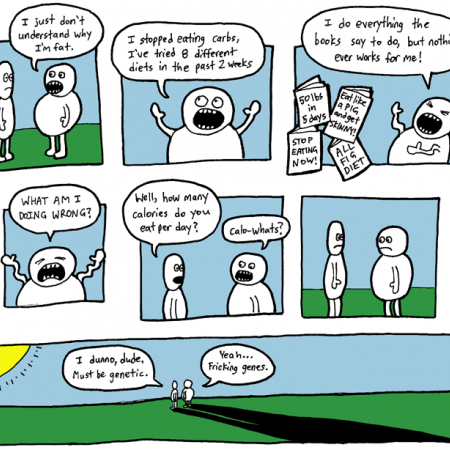 I just don't
understand why
I'm fat.
I stopped eating carbs,
I've tried 8 different
diets in the past 2 weeks
I do everything the
books say to do, but nothi
ever works for me!
50 lbs
in
5 days
Eat like
a PIG
and get
SKINNY!
STOP
EATING
NOW!
ALL
FIG
DIET
WHAT AM I
DOING WRONG?
Well, how many
calories do you
eat per day?
Calo-whats?
I dunno, dude.
Must be genetic.
Yeah...
Fricking genes.